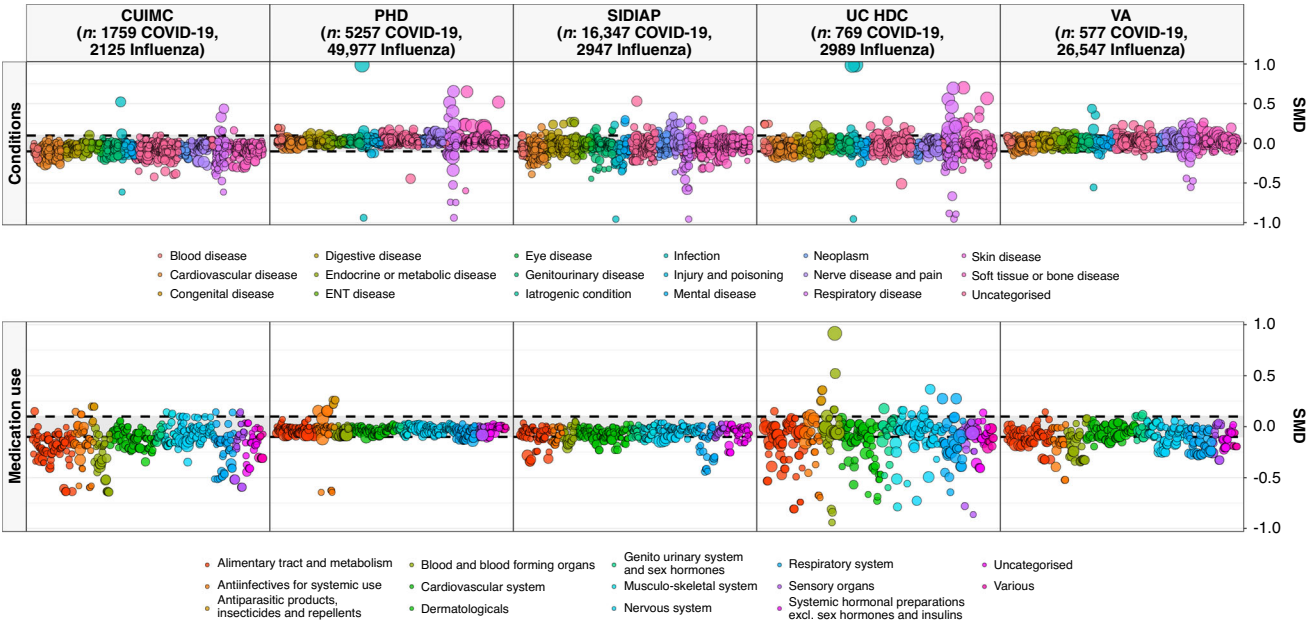 CUIMC
(n: 1759 COVID-19,
2125 Influenza)
PHD
(n: 5257 COVID-19,
49,977 Influenza)
SIDIAP
(n: 16,347 COVID-19,
2947 Influenza)
UC HDC
(n: 769 COVID-19,
2989 Influenza)
VA
(n: 577 COVID-19,
26,547 Influenza)
Conditions
1.0
0.5
0.0
-0.5
-1.0
SMD
Blood disease
Cardiovascular disease
Congenital disease
Digestive disease
Endocrine or metabolic disease
ENT disease
Eye disease
Genitourinary disease
Iatrogenic condition
Infection
Injury and poisoning
Mental disease
Neoplasm
Nerve disease and pain
Respiratory disease
Skin disease
Soft tissue or bone disease
Uncategorised
Medication use
1.0
0.5
0.0
-0.5
-1.0
SMD
Alimentary tract and metabolism
Antiinfectives for systemic use
Antiparasitic products,
insecticides and repellents
Blood and blood forming organs
Cardiovascular system
Dermatologicals
Genito urinary system
and sex hormones
Musculo-skeletal system
Nervous system
Respiratory system
Sensory organs
Systemic hormonal preparations
excl. sex hormones and insulins
Uncategorised
Various